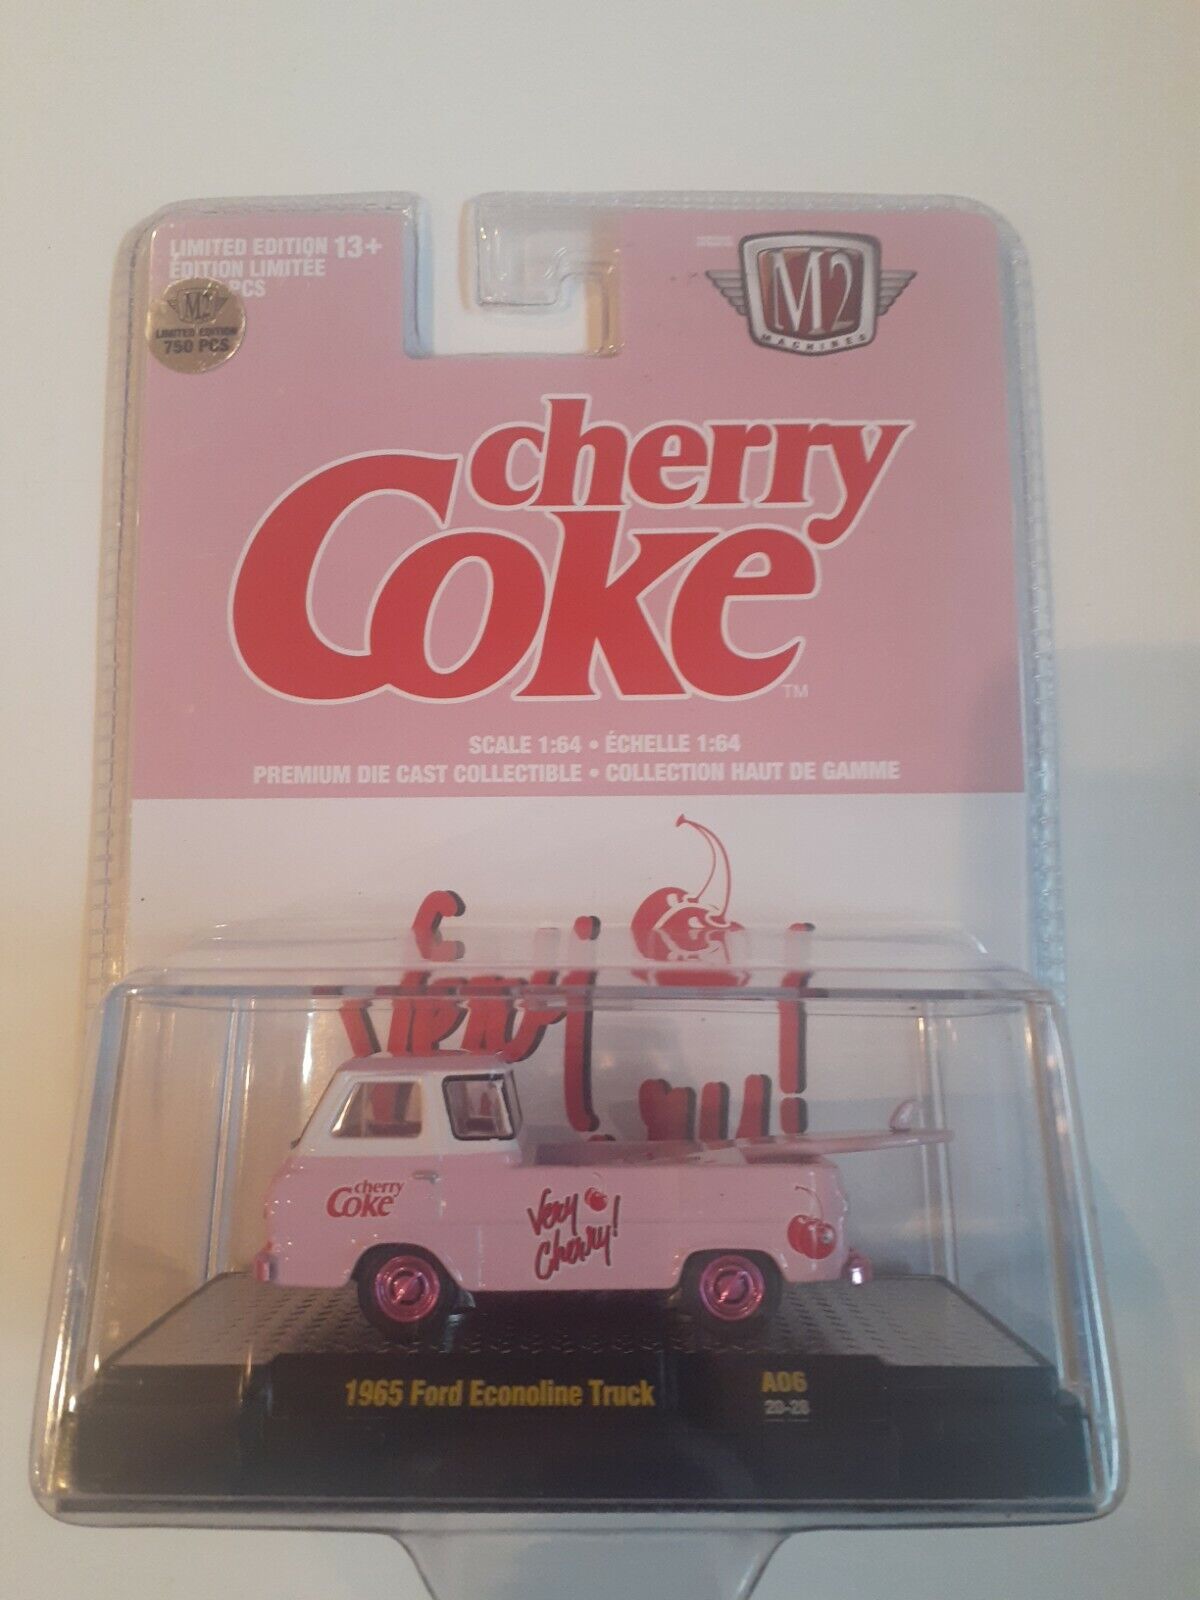 LIMITED EDITION 13+
ÉDITION LIMITÉE
PCS
M2
LIMITED EDITION
750 PCS
M2
MACHINES
cherry
Coke
TM
SCALE 1:64 • ÉCHELLE 1:64
PREMIUM DIE CAST COLLECTIBLE • COLLECTION HAUT DE GAMME
cherry
Coke
Very
Cherry!
1965 Ford Econoline Truck
A06
20-28